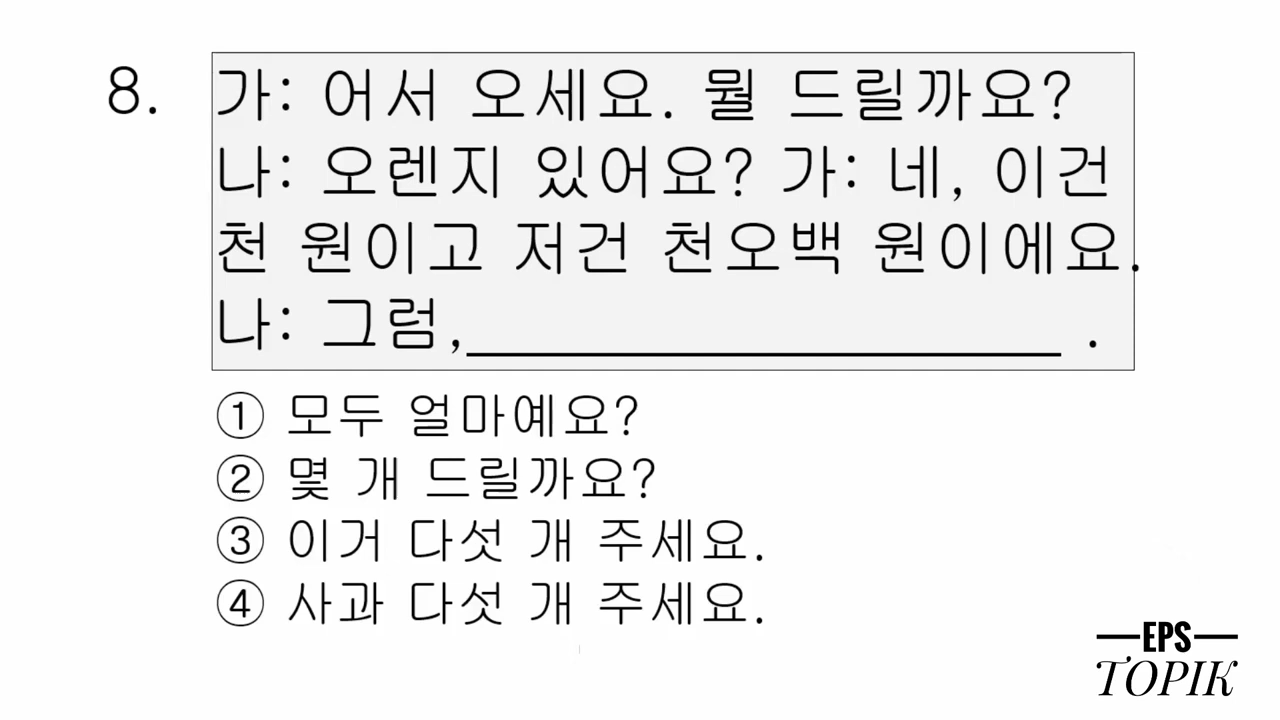 8.
가: 어서 오세요. 뭘 드릴까요?
나: 오렌지 있어요? 가: 네, 이건
천 원이고 저건 천오백 원이에요.
나: 그럼,______________________ .
① 모두 얼마예요?
② 몇 개 드릴까요?
③ 이거 다섯 개 주세요.
④ 사과 다섯 개 주세요.
EPS
TOPIK